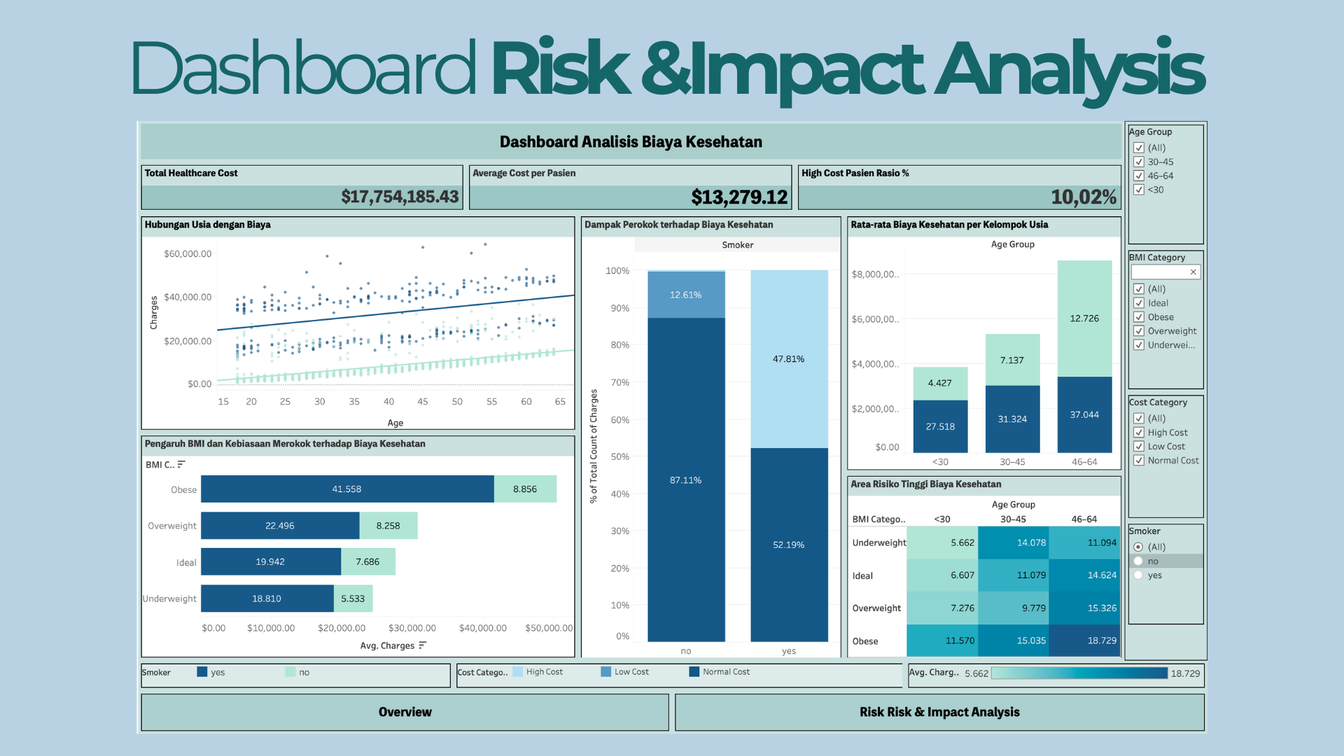 Dashboard Risk &Impact Analysis
Dashboard Analisis Biaya Kesehatan
Total Healthcare Cost
$17,754,185.43
Average Cost per Pasien
$13,279.12
High Cost Pasien Rasio %
10,02%
Hubungan Usia dengan Biaya
$60,000.00
$40,000.00
$20,000.00
$0.00
Charges
15 20 25 30 35 40 45 50 55 60 65
Age
Pengaruh BMI dan Kebiasaan Merokok terhadap Biaya Kesehatan
BMI C..
Obese 41.558 8.856
Overweight 22.496 8.258
Ideal 19.942 7.686
Underweight 18.810 5.533
$0.00 $10,000.00 $20,000.00 $30,000.00 $40,000.00 $50,000.00
Avg. Charges
Dampak Perokok terhadap Biaya Kesehatan
Smoker
100%
90%
80%
70%
60%
50%
40%
30%
20%
10%
0%
% of Total Count of Charges
12.61%
87.11%
47.81%
52.19%
no yes
Rata-rata Biaya Kesehatan per Kelompok Usia
Age Group
$8,000,00..
$6,000,00..
$4,000,00..
$2,000,00..
$0.00
4.427
27.518
7.137
31.324
12.726
37.044
<30 30–45 46–64
Area Risiko Tinggi Biaya Kesehatan
Age Group
BMI Catego.. <30 30–45 46–64
Underweight 5.662 14.078 11.094
Ideal 6.607 11.079 14.624
Overweight 7.276 9.779 15.326
Obese 11.570 15.035 18.729
Age Group
(All)
30–45
46–64
<30
BMI Category
(All)
Ideal
Obese
Overweight
Underwei...
Cost Category
(All)
High Cost
Low Cost
Normal Cost
Smoker
(All)
no
yes
Smoker yes no
Cost Catego.. High Cost Low Cost Normal Cost
Avg. Charg.. 5.662 18.729
Overview
Risk Risk & Impact Analysis